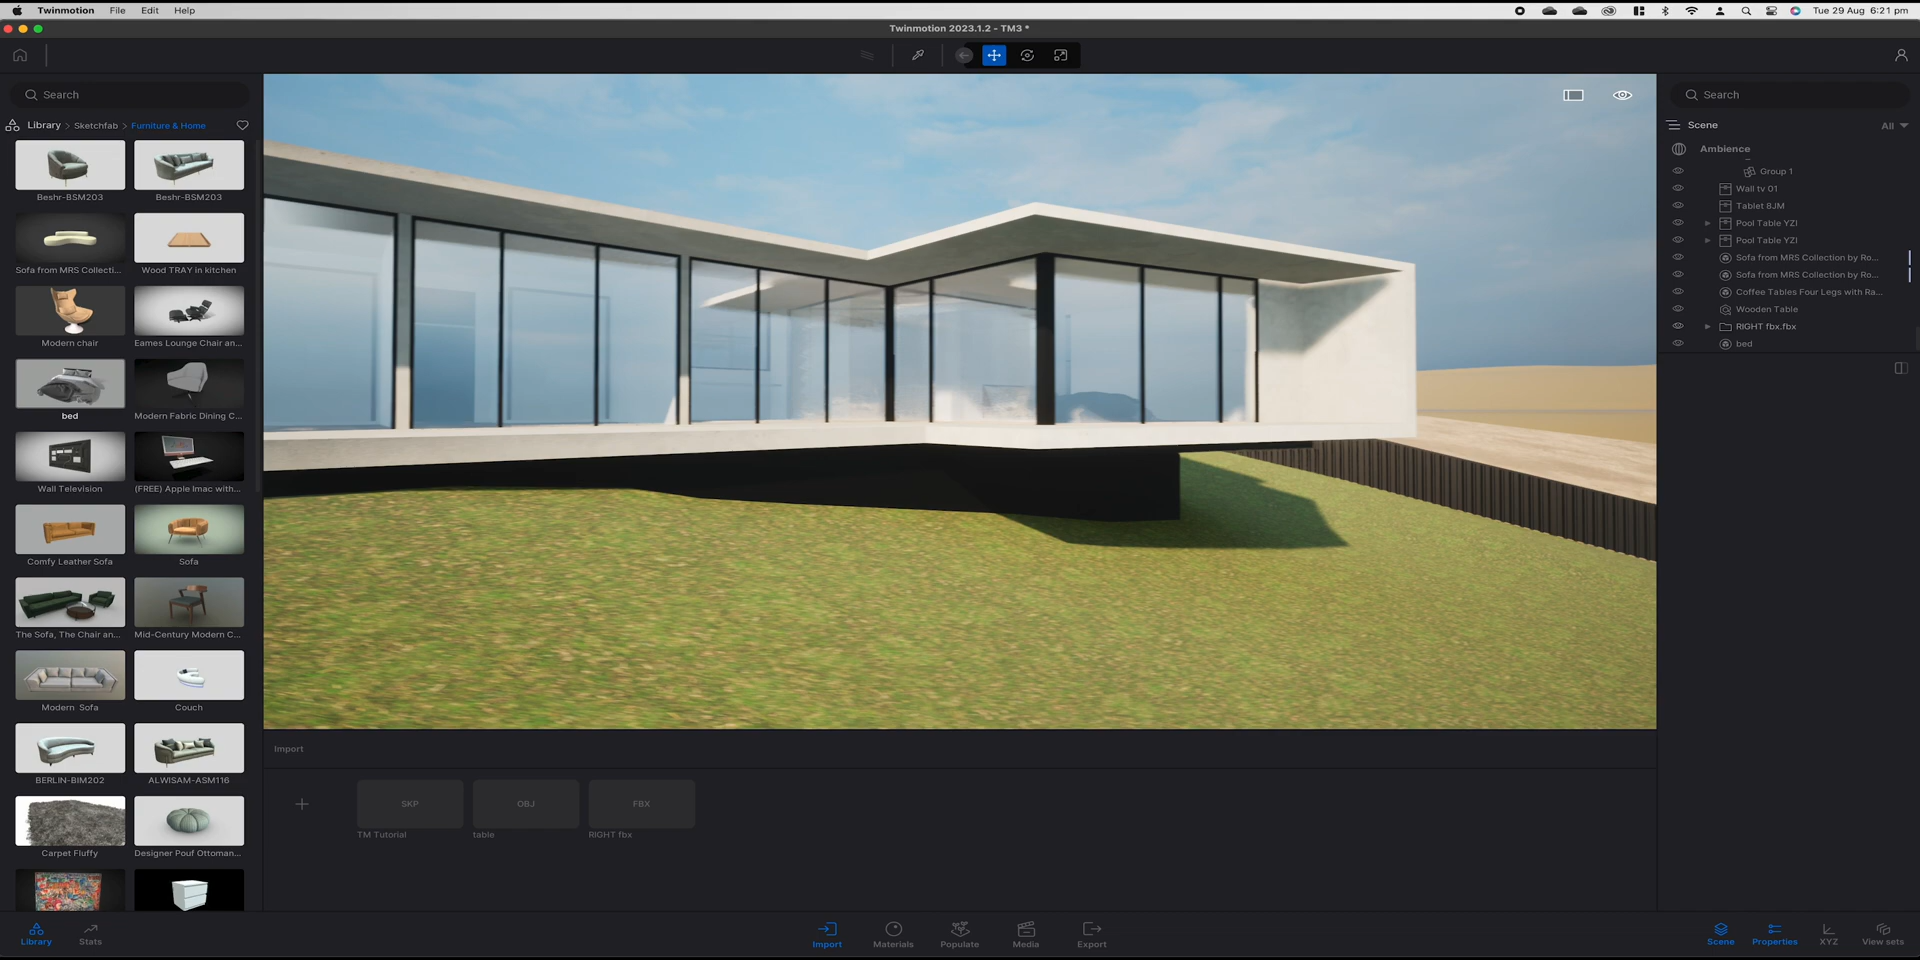 Twinmotion File Edit Help
Tue 29 Aug 6:21 pm
Twinmotion 2023.1.2 - TM3 *
Search
Library > Sketchfab > Furniture & Home
Beshr-BSM203
Beshr-BSM203
Sofa from MRS Collecti...
Wood TRAY in kitchen
Modern chair
Eames Lounge Chair an...
bed
Modern Fabric Dining C...
Wall Television
(FREE) Apple Imac with...
Comfy Leather Sofa
Sofa
The Sofa, The Chair an...
Mid-Century Modern C...
Modern Sofa
Couch
BERLIN-BIM202
ALWISAM-ASM116
Carpet Fluffy
Designer Pouf Ottoman...
Search
Scene
All
Ambience
Group 1
Wall tv 01
Tablet 8JM
Pool Table YZI
Pool Table YZI
Sofa from MRS Collection by Ro...
Sofa from MRS Collection by Ro...
Coffee Tables Four Legs with Ra...
Wooden Table
RIGHT fbx.fbx
bed
Import
SKP
OBJ
FBX
TM Tutorial
table
RIGHT fbx
Library
Stats
Import
Materials
Populate
Media
Export
Scene
Properties
XYZ
View sets